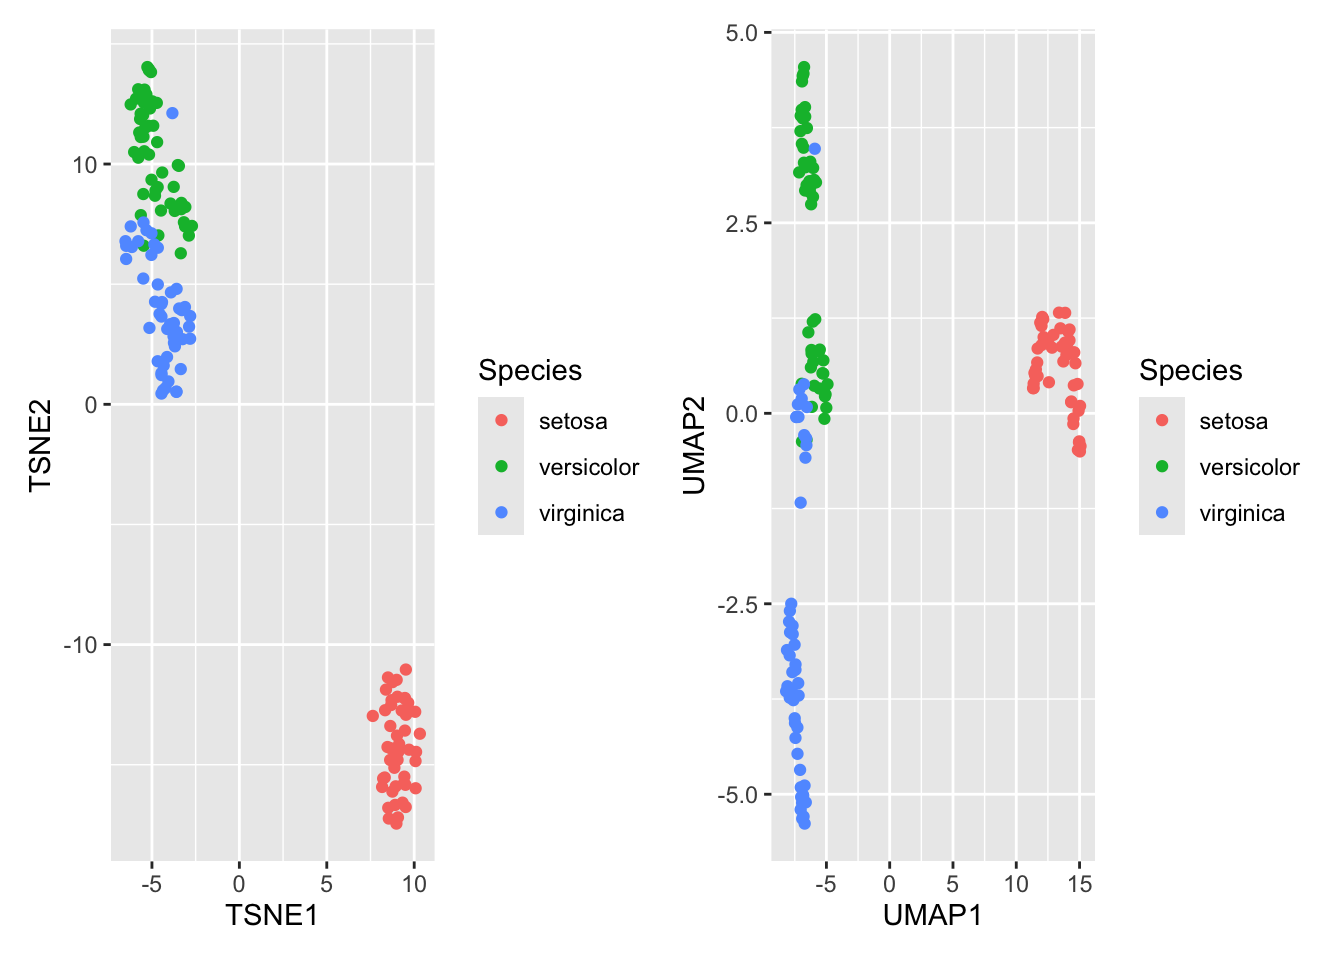 TSNE2
10
0
-10
-5 0 5 10
TSNE1
Species
setosa
versicolor
virginica
UMAP2
5.0
2.5
0.0
-2.5
-5.0
-5 0 5 10 15
UMAP1
Species
setosa
versicolor
virginica